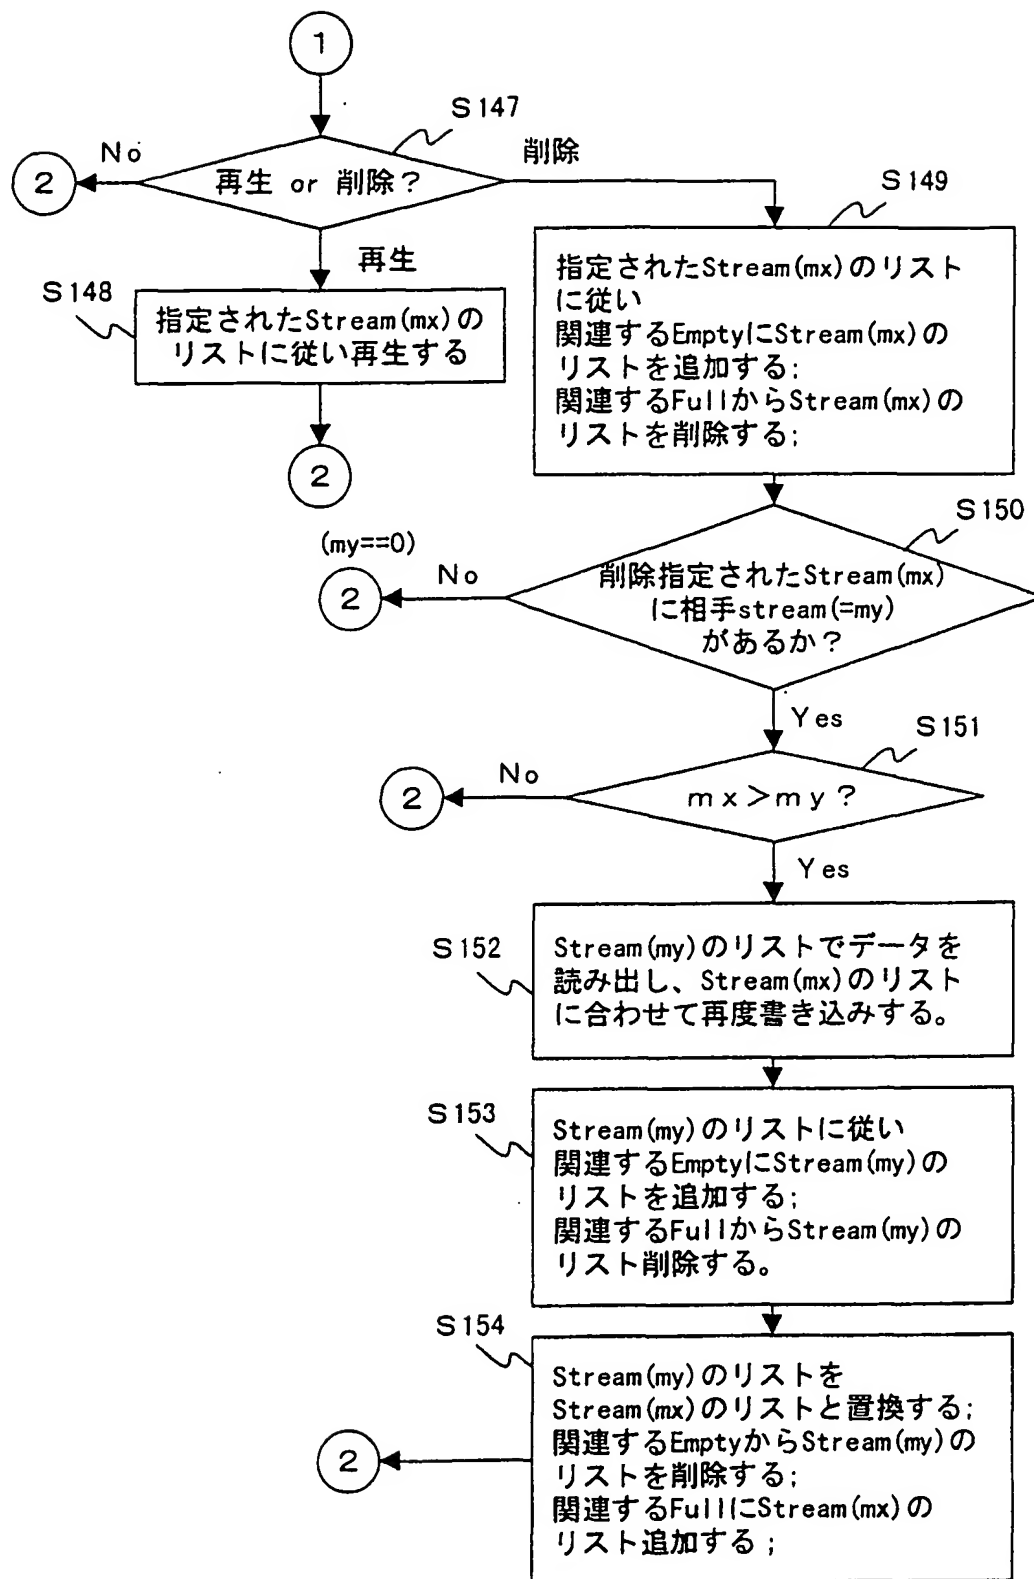 1
S147
No
削除
2
再生 or 削除?
S149
再生
S148
指定されたStream(mx)の
リストに従い再生する
指定されたStream(mx)のリスト
に従い
関連するEmptyにStream(mx)の
リストを追加する;
関連するFullからStream(mx)の
リストを削除する;
2
S150
(my==0)
No
2
削除指定されたStream(mx)
に相手stream(=my)
があるか?
Yes
S151
No
2
mx>my?
Yes
S152
Stream(my)のリストでデータを
読み出し、Stream(mx)のリスト
に合わせて再度書き込みする。
S153
Stream(my)のリストに従い
関連するEmptyにStream(my)の
リストを追加する;
関連するFullからStream(my)の
リスト削除する。
S154
Stream(my)のリストを
Stream(mx)のリストと置換する;
関連するEmptyからStream(my)の
リストを削除する;
関連するFullにStream(mx)の
リスト追加する;
2